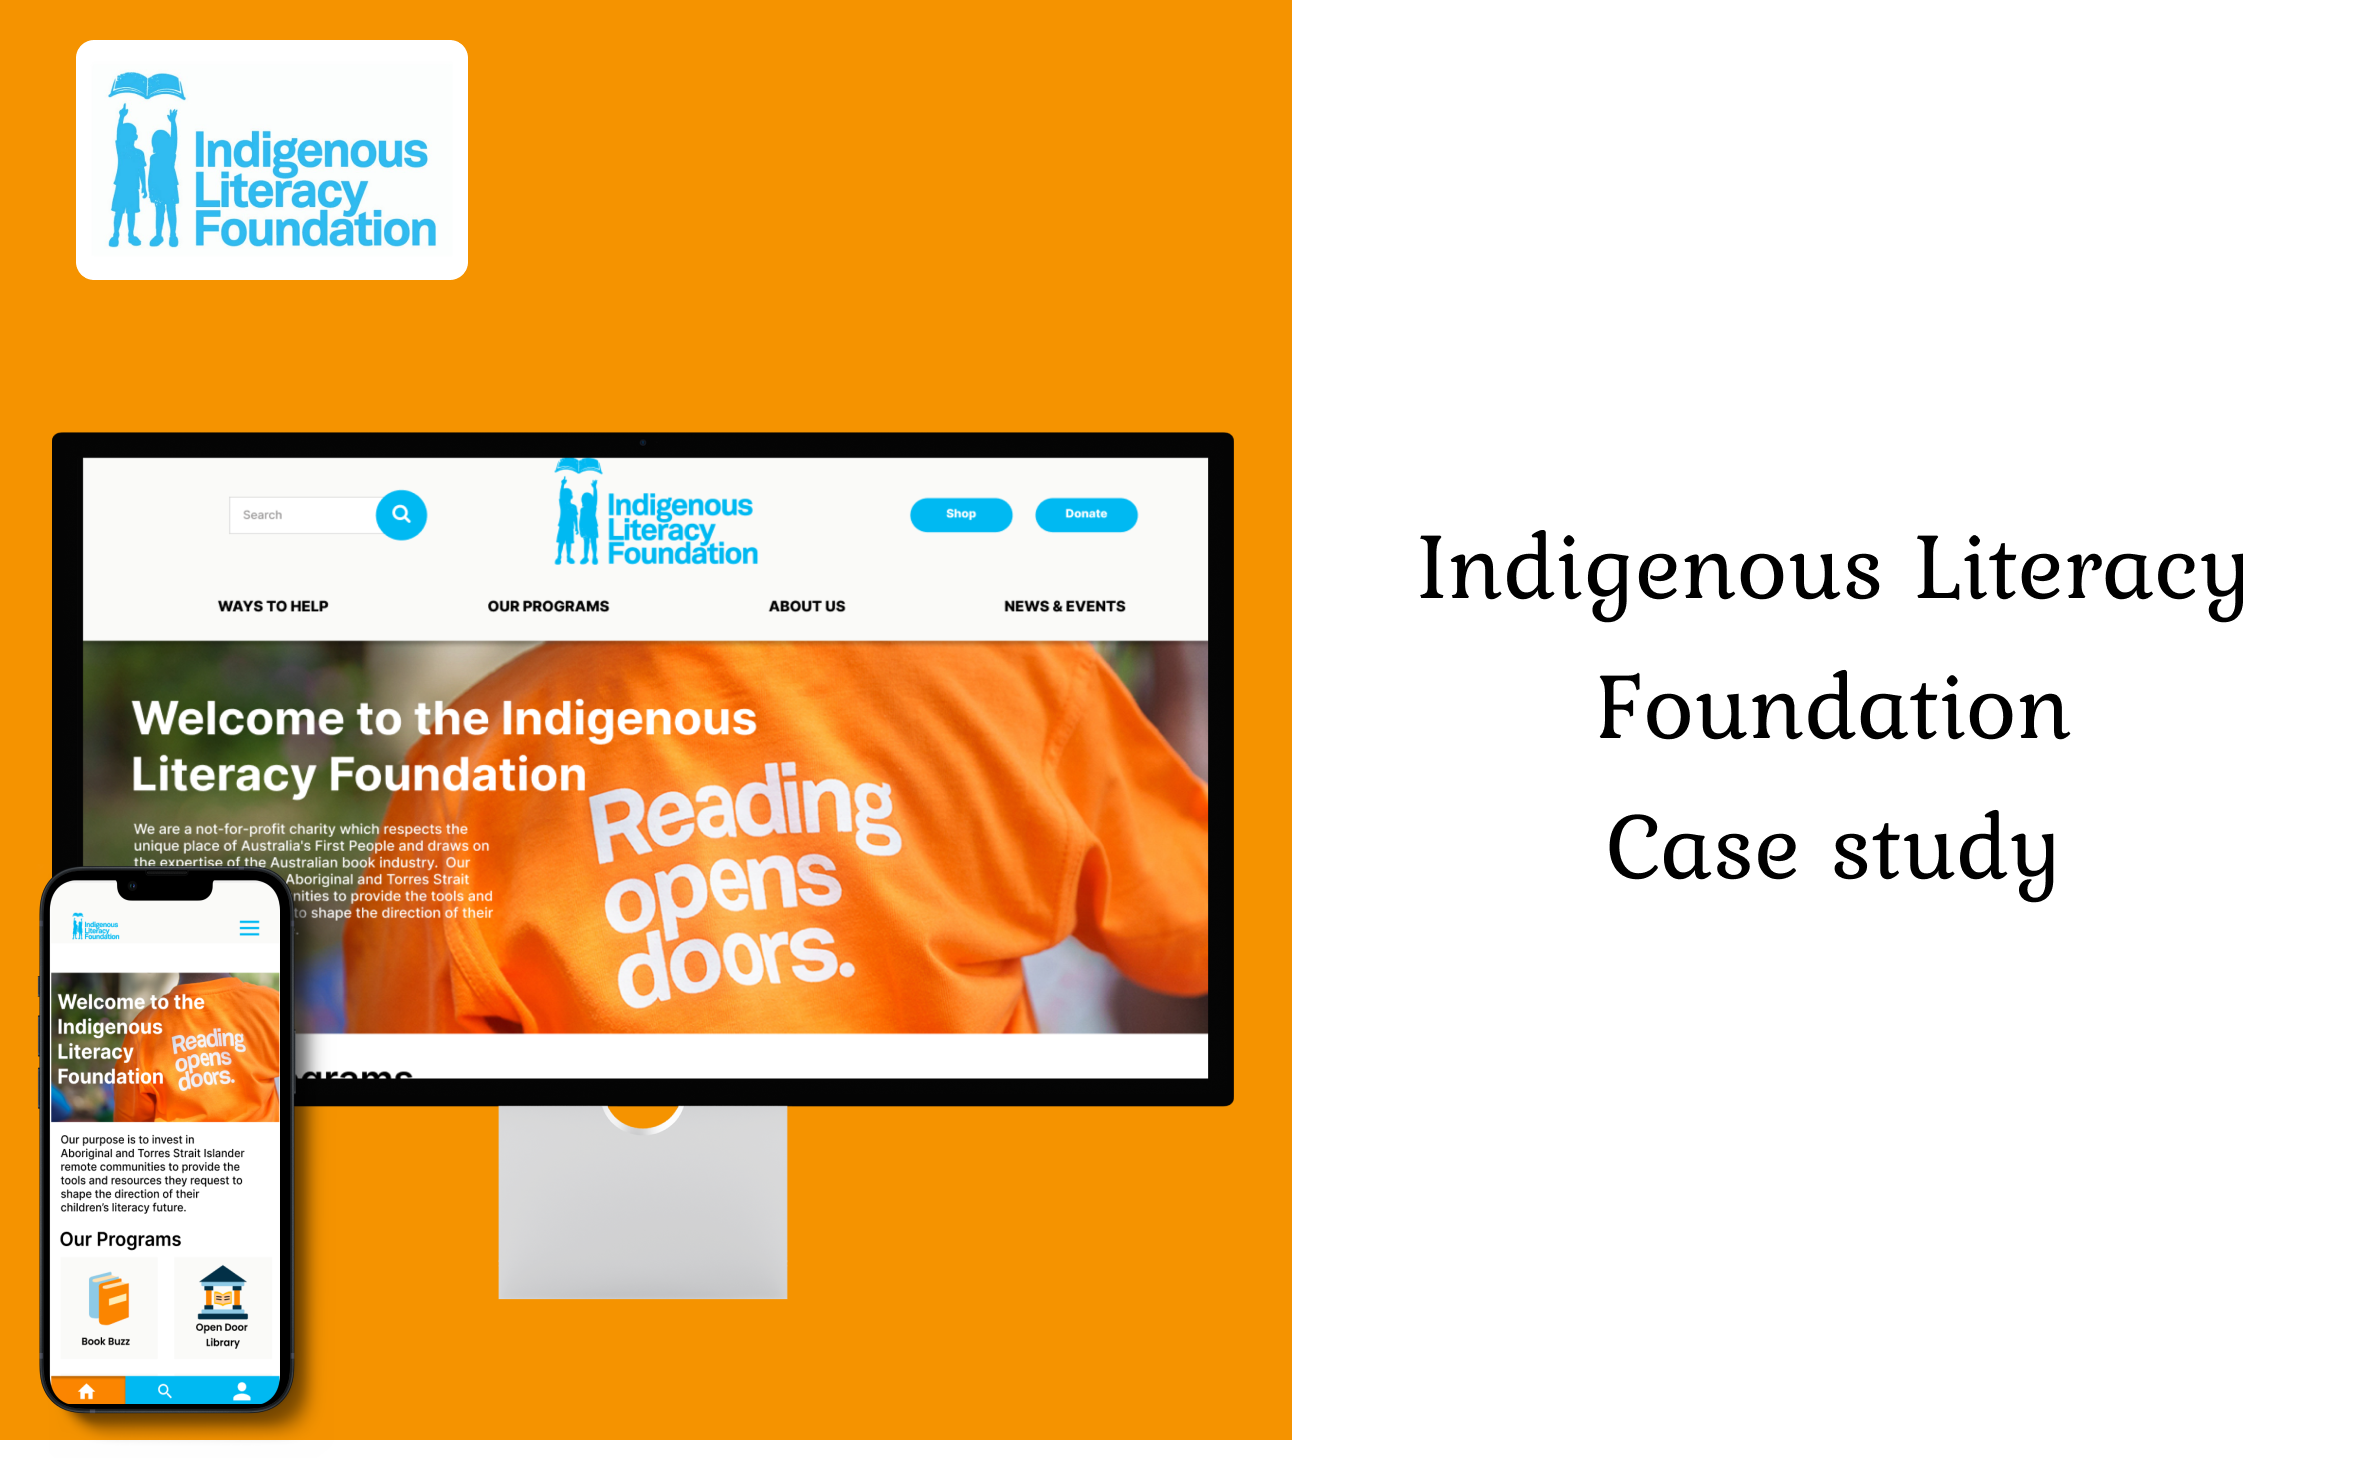 Indigenous
Literacy
Foundation
Search
Indigenous
Literacy
Foundation
Shop
Donate
WAYS TO HELP
OUR PROGRAMS
ABOUT US
NEWS & EVENTS
Welcome to the Indigenous
Literacy Foundation
We are a not-for-profit charity which respects the
unique place of Australia's First People and draws on
the expertise of the Australian book industry. Our
Aboriginal and Torres Strait
to provide the tools and
to shape the direction of their
Reading
opens
doors.
Indigenous
Literacy
Foundation
Welcome to the
Indigenous
Literacy
Foundation
Reading
opens
doors.
Our purpose is to invest in
Aboriginal and Torres Strait Islander
remote communities to provide the
tools and resources they request to
shape the direction of their
children's literacy future.
Our Programs
Book Buzz
Open Door
Library
Indigenous Literacy
Foundation
Case study